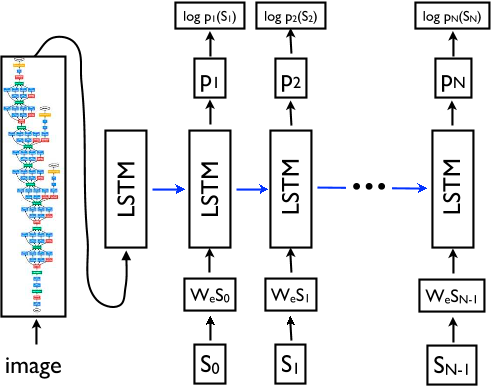 log p1(S1) log p2(S2) log pN(SN)
p1 p2 pN
LSTM LSTM LSTM LSTM
WeS0 WeS1 WeSN-1
image S0 S1 SN-1